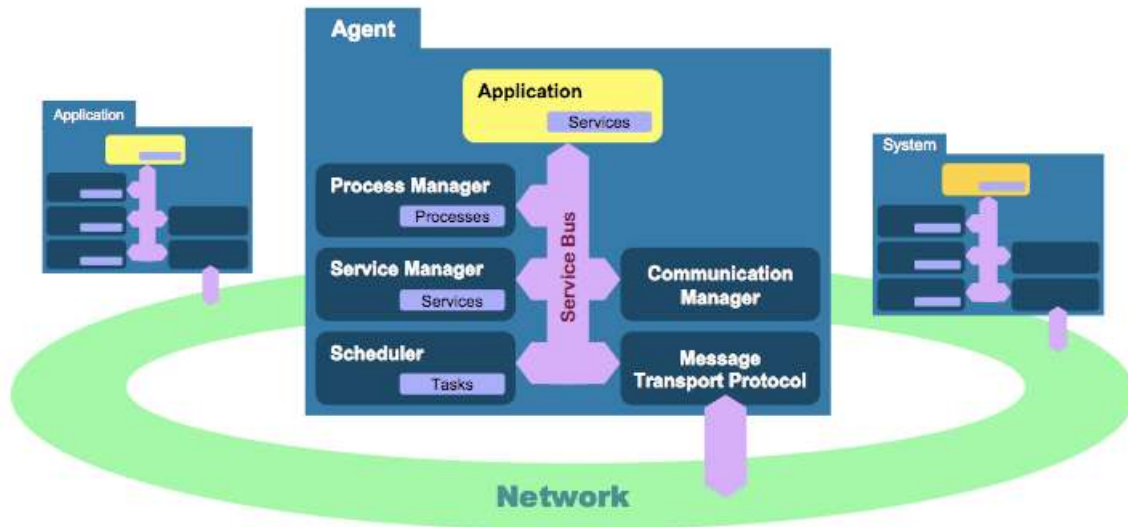 Agent
Application
Services
Application
System
Process Manager
Processes
Service Bus
Service Manager
Services
Communication
Manager
Scheduler
Tasks
Message
Transport Protocol
Network